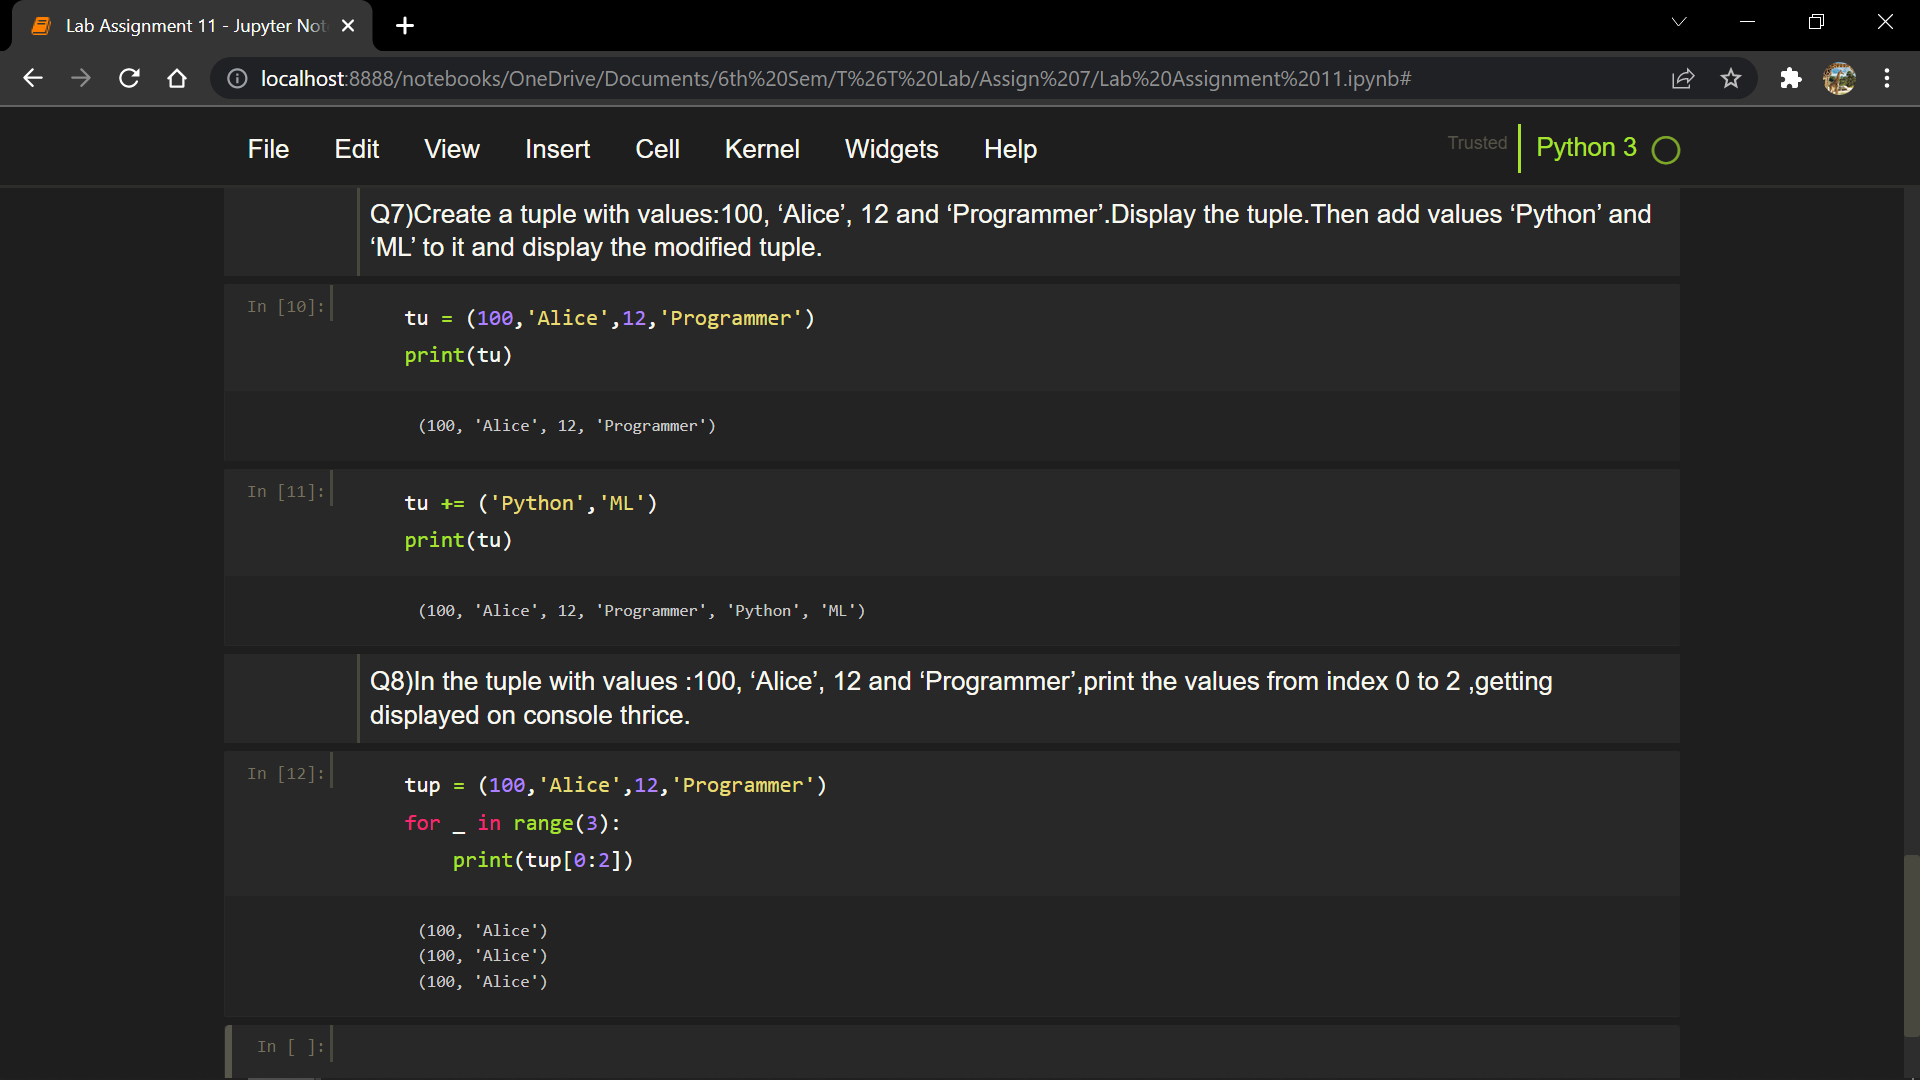 Lab Assignment 11 - Jupyter Not
localhost:8888/notebooks/OneDrive/Documents/6th%20Sem/T%26T%20Lab/Assign%207/Lab%20Assignment%2011.ipynb#
File Edit View Insert Cell Kernel Widgets Help Trusted Python 3
Q7)Create a tuple with values:100, ‘Alice’, 12 and ‘Programmer’.Display the tuple.Then add values ‘Python’ and
‘ML’ to it and display the modified tuple.
In [10]: tu = (100,'Alice',12,'Programmer')
print(tu)
(100, 'Alice', 12, 'Programmer')
In [11]: tu += ('Python','ML')
print(tu)
(100, 'Alice', 12, 'Programmer', 'Python', 'ML')
Q8)In the tuple with values :100, ‘Alice’, 12 and ‘Programmer’,print the values from index 0 to 2 ,getting
displayed on console thrice.
In [12]: tup = (100,'Alice',12,'Programmer')
for _ in range(3):
    print(tup[0:2])
(100, 'Alice')
(100, 'Alice')
(100, 'Alice')
In [ ]: